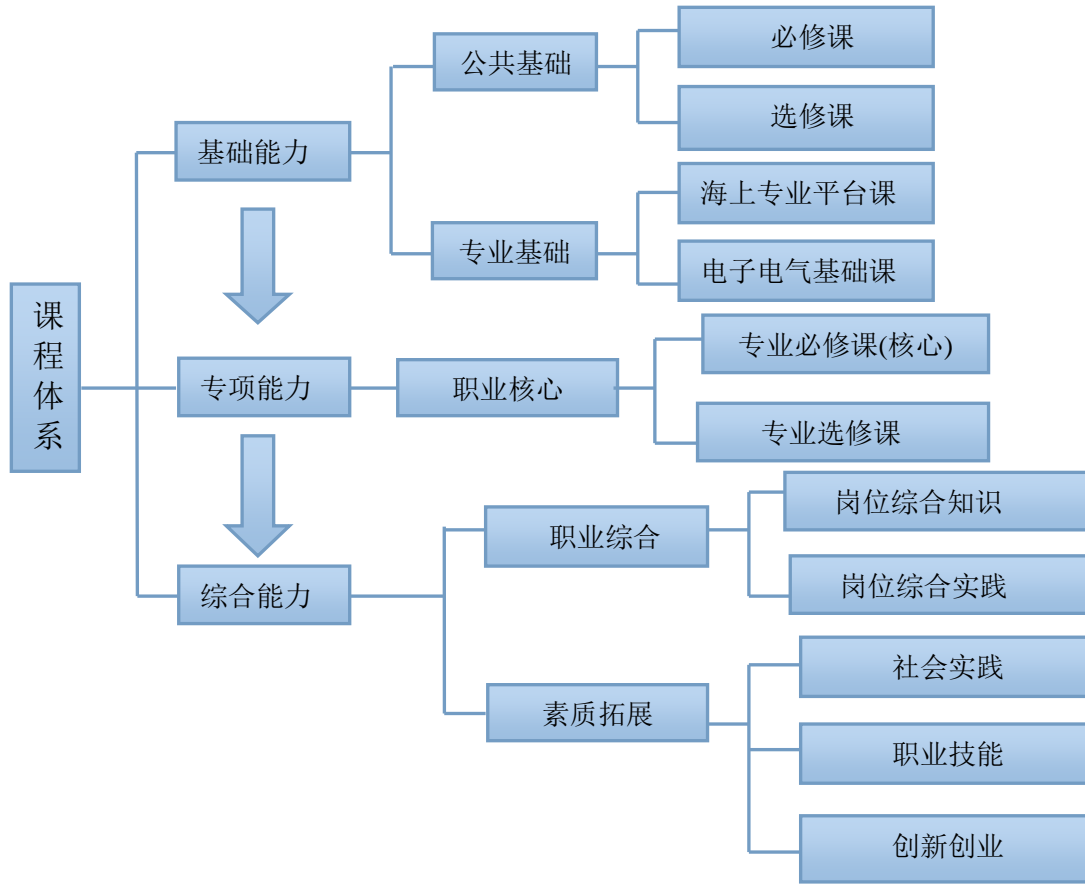 课程体系
基础能力
公共基础
必修课
选修课
专业基础
海上专业平台课
电子电气基础课
专项能力
职业核心
专业必修课(核心)
专业选修课
综合能力
职业综合
岗位综合知识
岗位综合实践
素质拓展
社会实践
职业技能
创新创业